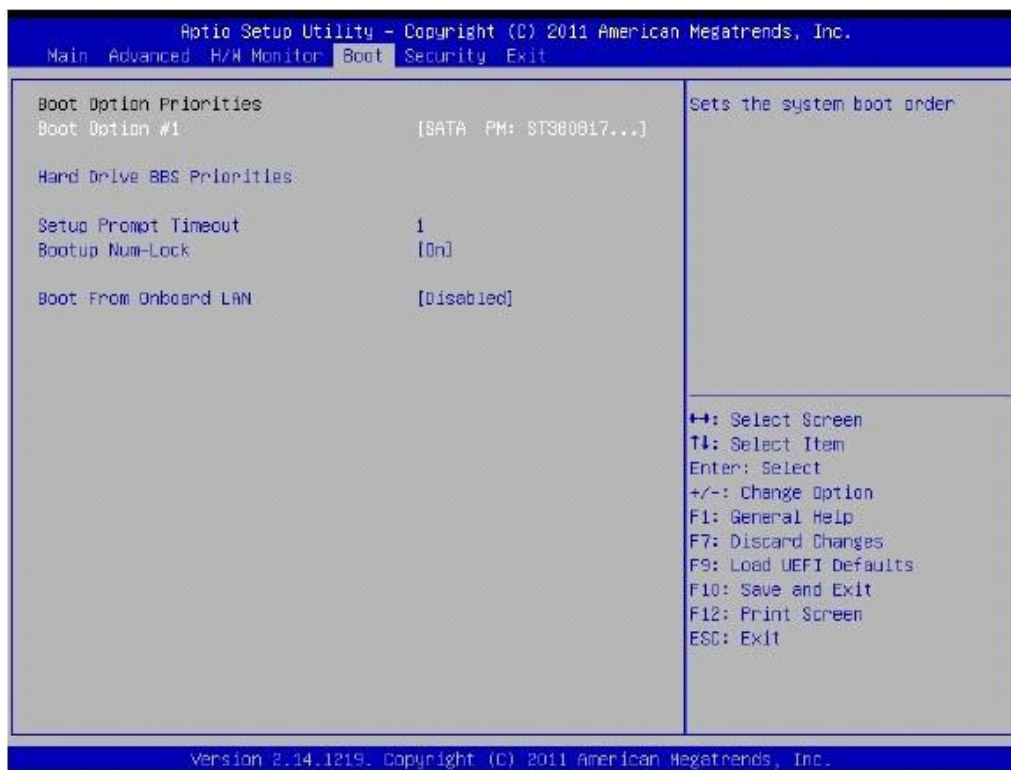 Aptio Setup Utility - Copyright (C) 2011 American Megatrends, Inc.
Main Advanced H/W Monitor Boot Security Exit
Boot Option Priorities
Boot Option #1 [SATA PM: ST380817...]
Hard Drive BBS Priorities
Setup Prompt Timeout 1
Bootup Num-Lock [On]
Boot From Onboard LAN [Disabled]
Sets the system boot order
↔: Select Screen
↑↓: Select Item
Enter: Select
+/-: Change Option
F1: General Help
F7: Discard Changes
F9: Load UEFI Defaults
F10: Save and Exit
F12: Print Screen
ESC: Exit
Version 2.14.1219. Copyright (C) 2011 American Megatrends, Inc.